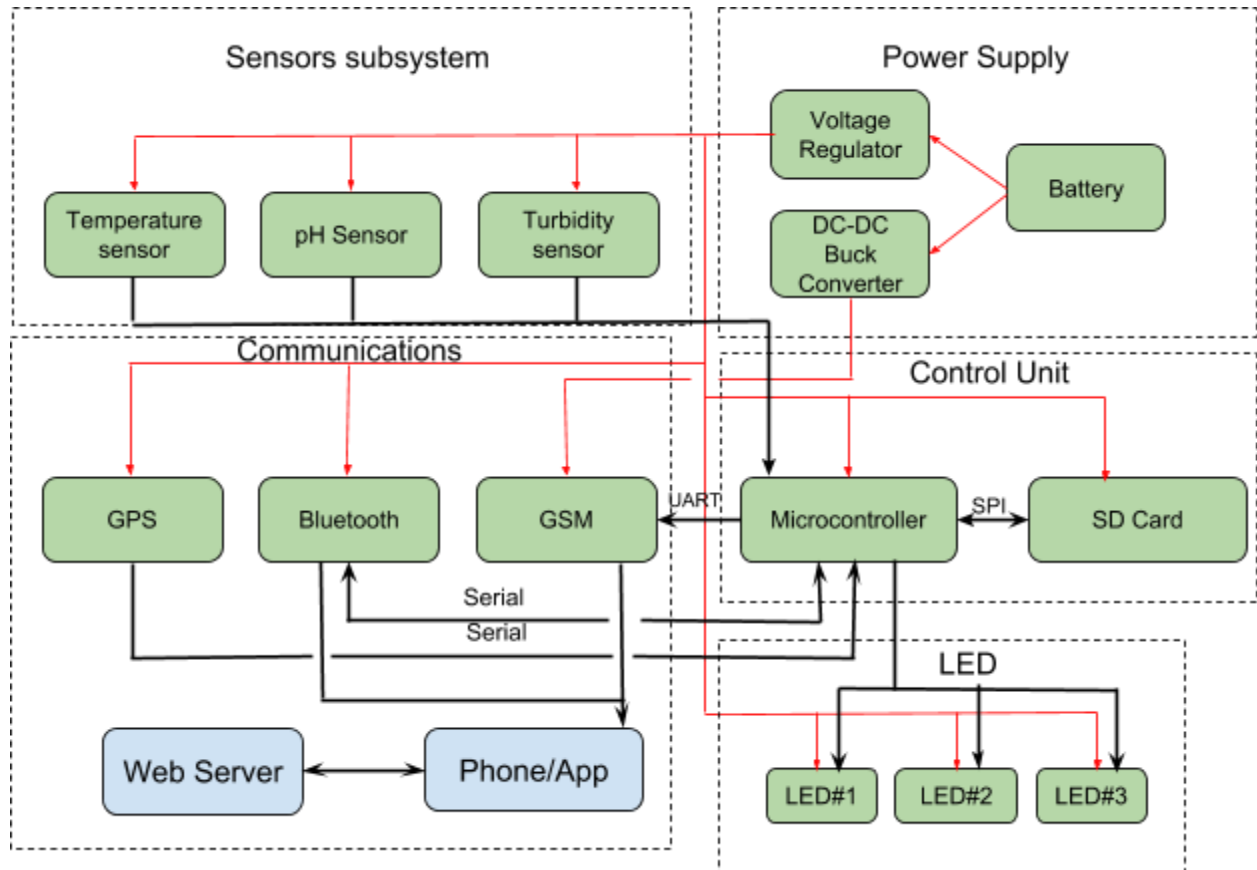 Sensors subsystem
Power Supply
Voltage
Regulator
Battery
Temperature
sensor
pH Sensor
Turbidity
sensor
DC-DC
Buck
Converter
Communications
Control Unit
GPS
Bluetooth
GSM
UART
Microcontroller
SPI
SD Card
Serial
Serial
LED
Web Server
Phone/App
LED#1
LED#2
LED#3